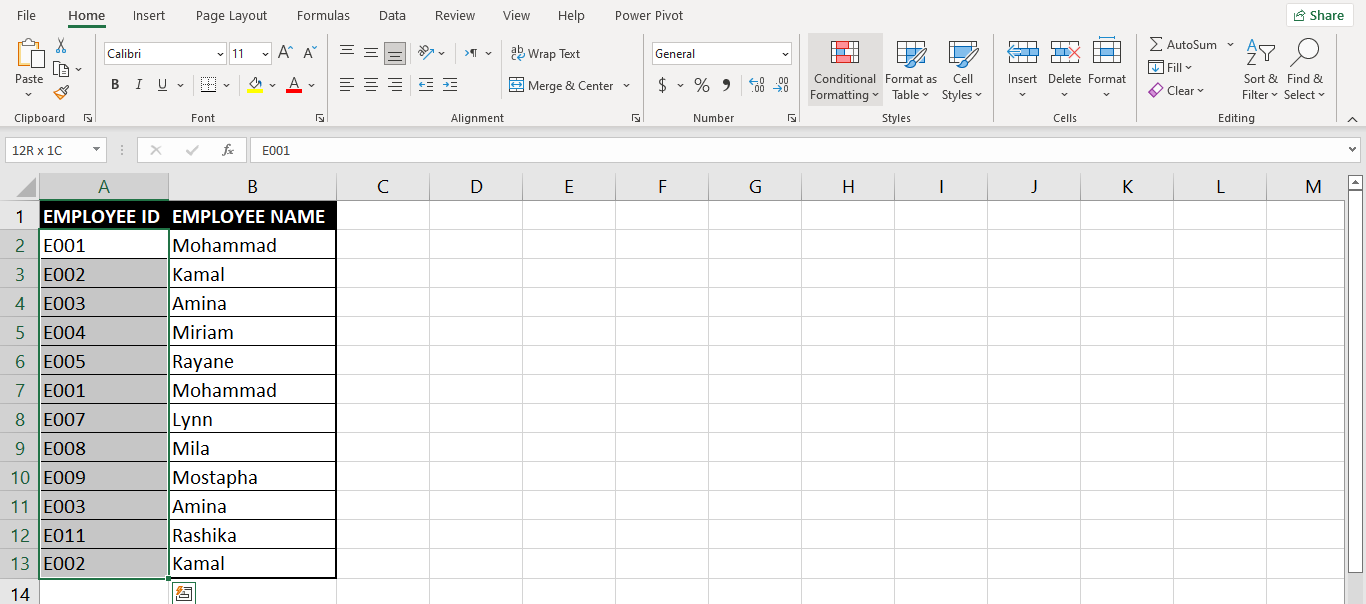 File Home Insert Page Layout Formulas Data Review View Help Power Pivot Share
Paste
Clipboard
Calibri 11
B I U A
Font
ab Wrap Text
Merge & Center
Alignment
General
$ % 9
Number
Conditional Formatting
Format as Table
Cell Styles
Styles
Insert Delete Format
Cells
AutoSum
Fill
Clear
Sort & Filter
Find & Select
Editing
12R x 1C fx E001
A B C D E F G H I J K L M
1 EMPLOYEE ID EMPLOYEE NAME
2 E001 Mohammad
3 E002 Kamal
4 E003 Amina
5 E004 Miriam
6 E005 Rayane
7 E001 Mohammad
8 E007 Lynn
9 E008 Mila
10 E009 Mostapha
11 E003 Amina
12 E011 Rashika
13 E002 Kamal
14